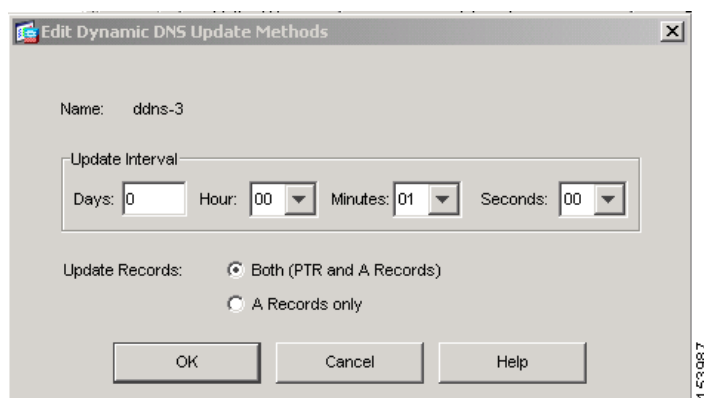 Edit Dynamic DNS Update Methods
Name: ddns-3
Update Interval
Days: 0 Hour: 00 Minutes: 01 Seconds: 00
Update Records: Both (PTR and A Records)
A Records only
OK Cancel Help
153987